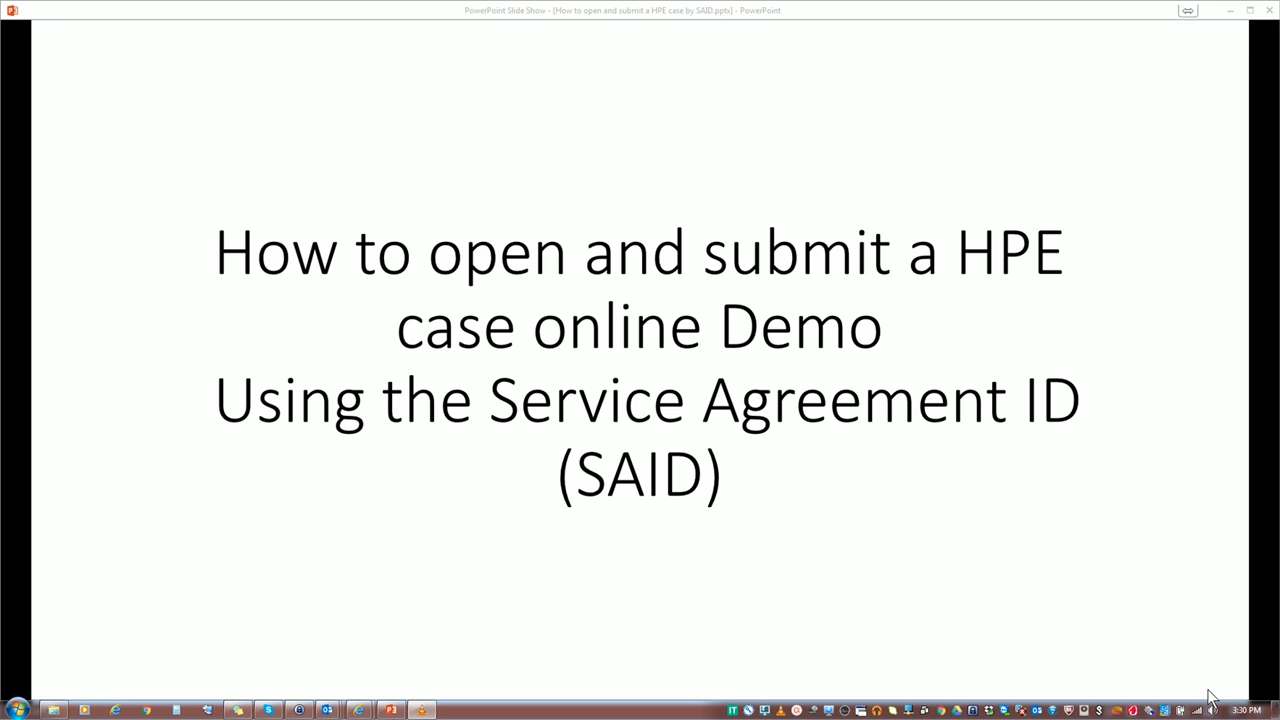 PowerPoint Slide Show - [How to open and submit a HPE case by SAID.pptx] - PowerPoint
How to open and submit a HPE
case online Demo
Using the Service Agreement ID
(SAID)
IT
3:30 PM